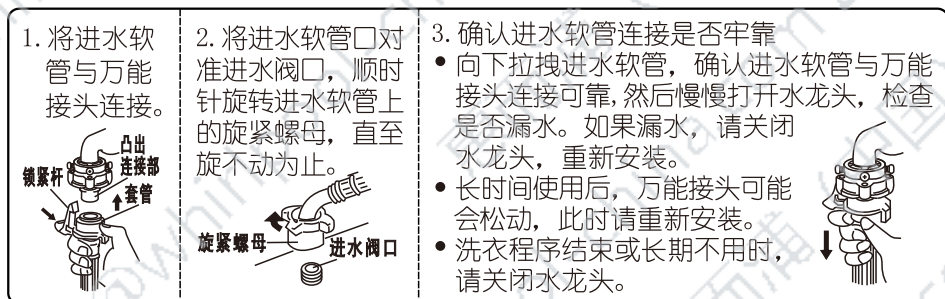 1.将进水软
管与万能
接头连接。
凸出
连接部
锁紧杆
套管
2.将进水软管口对
准进水阀口，顺时
针旋转进水软管上
的旋紧螺母，直至
旋不动为止。
旋紧螺母
进水阀口
3.确认进水软管连接是否牢靠
●向下拉拽进水软管，确认进水软管与万能
接头连接可靠,然后慢慢打开水龙头，检查
是否漏水。如果漏水，请关闭
水龙头，重新安装。
●长时间使用后，万能接头可能
会松动，此时请重新安装。
●洗衣程序结束或长期不用时，
请关闭水龙头。